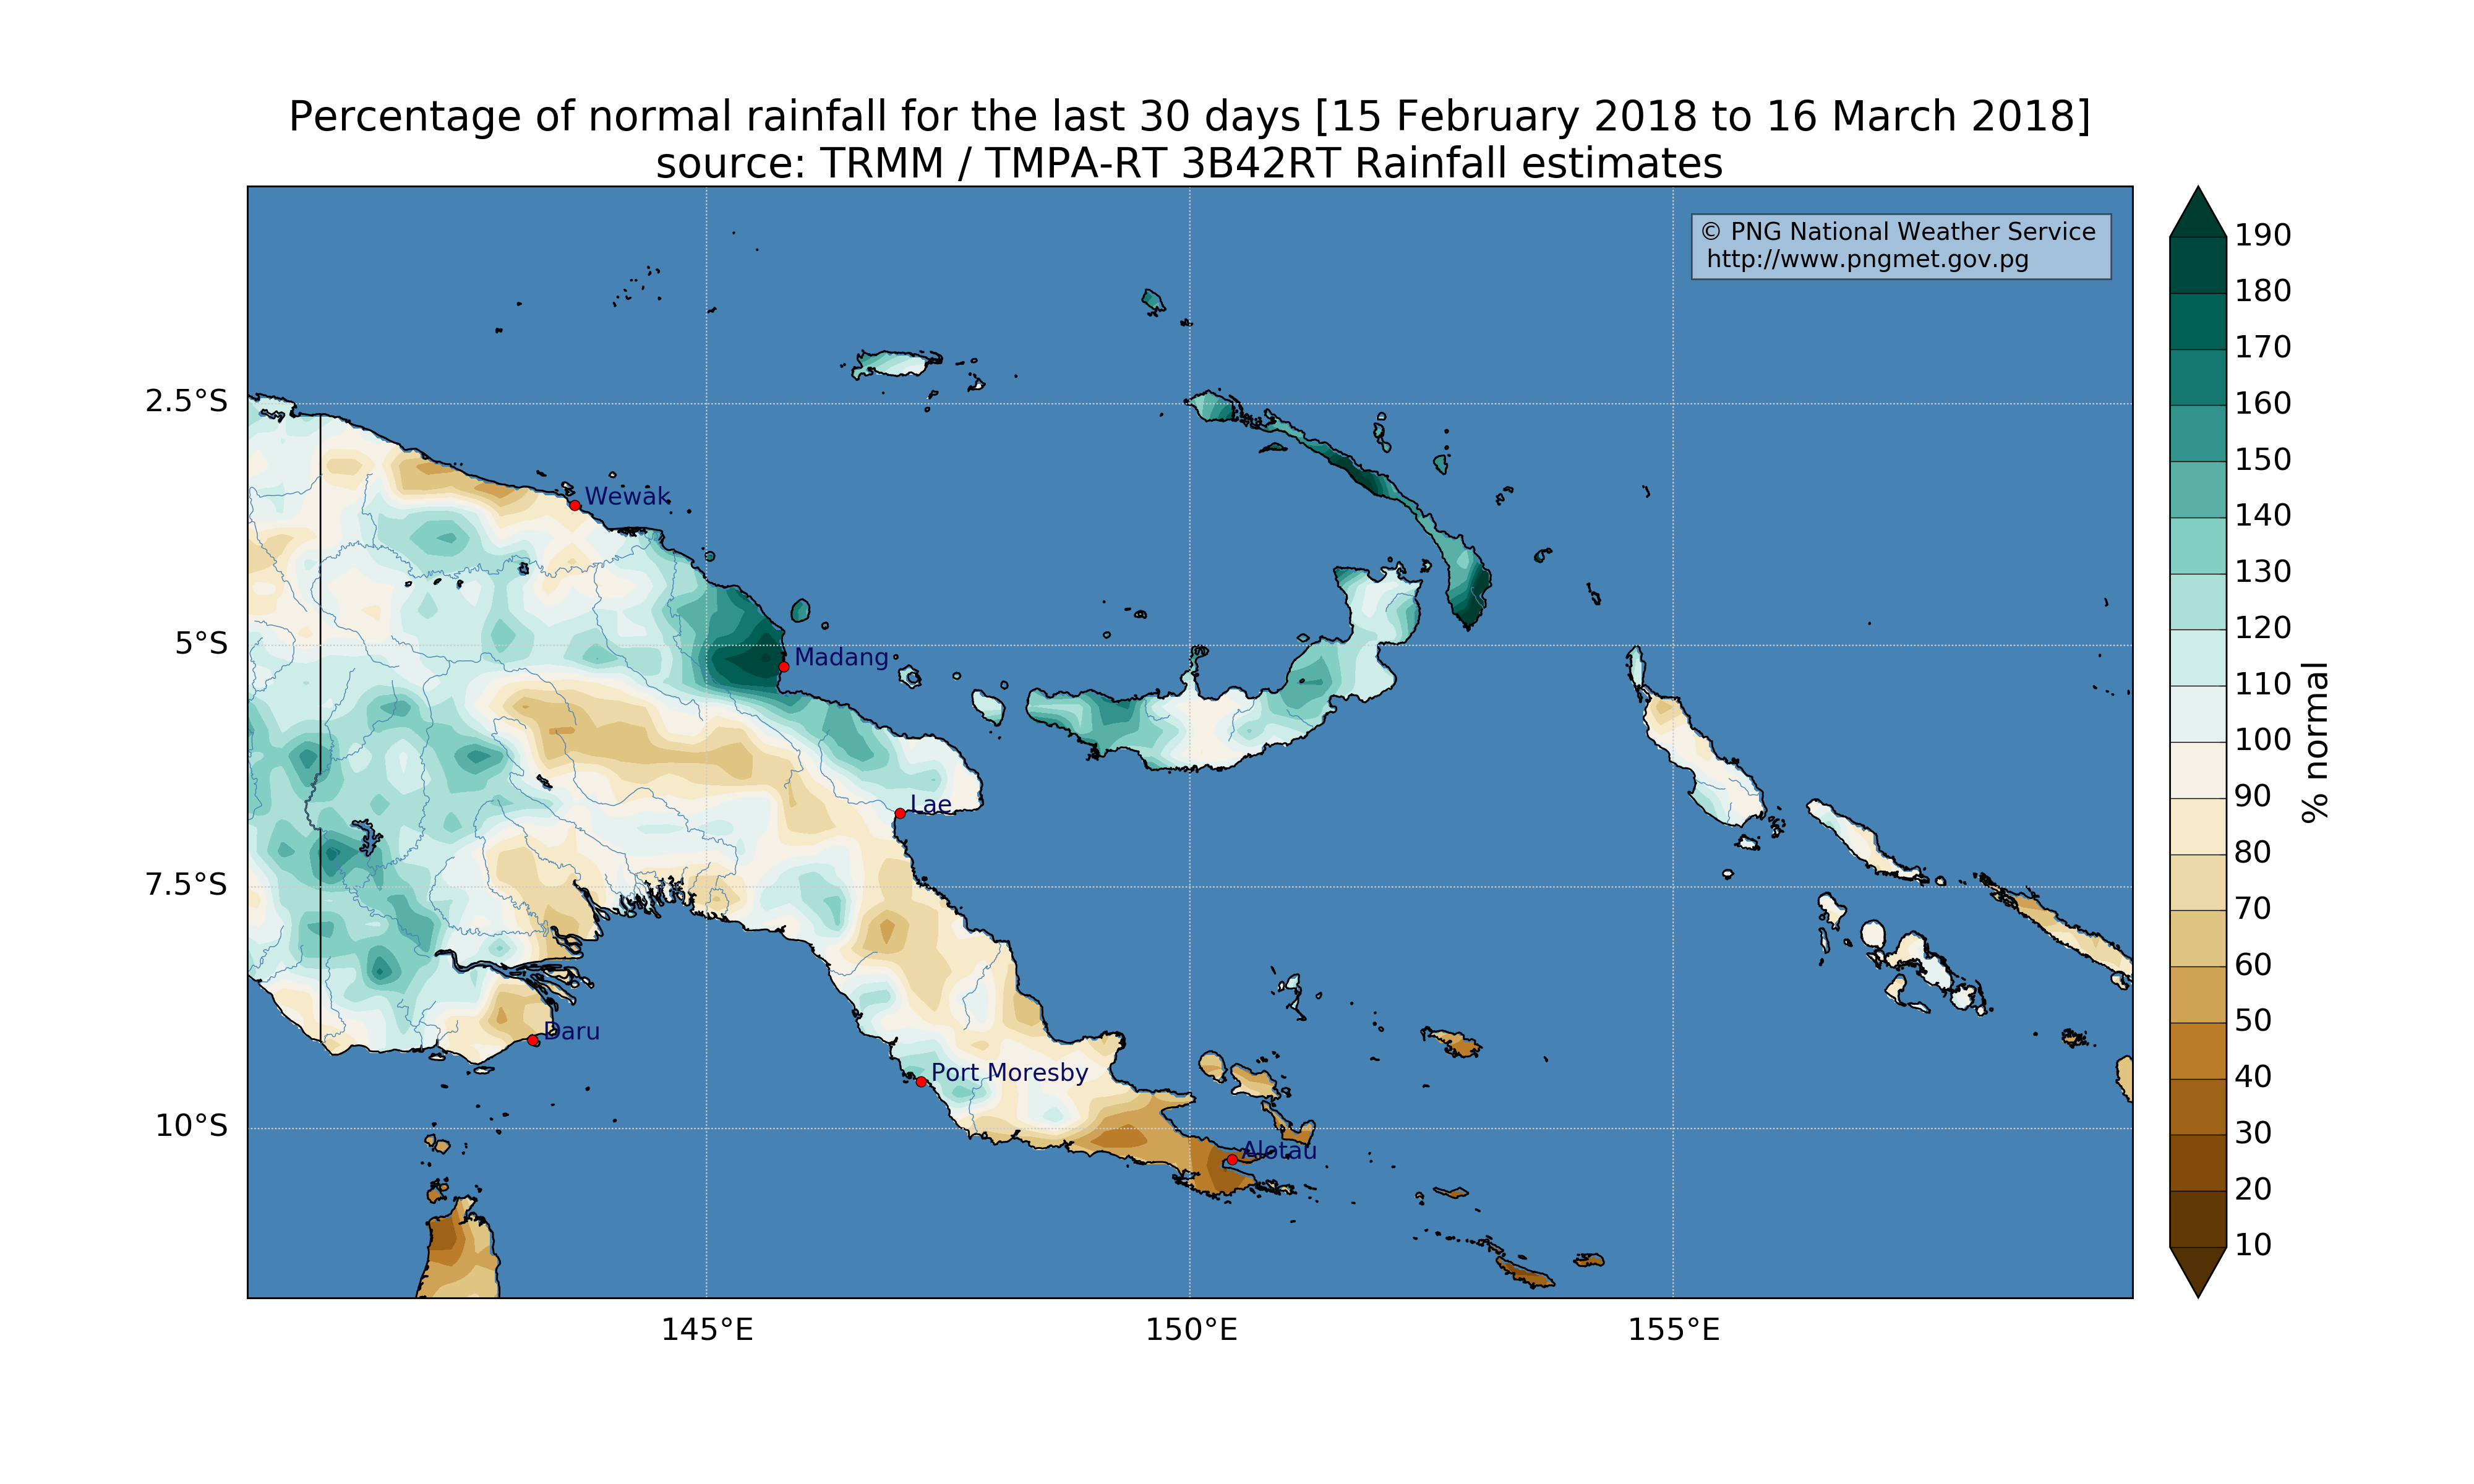 Percentage of normal rainfall for the last 30 days [15 February 2018 to 16 March 2018]
source: TRMM / TMPA-RT 3B42RT Rainfall estimates
© PNG National Weather Service
http://www.pngmet.gov.pg
2.5°S
5°S
7.5°S
10°S
Wewak
Madang
Lae
Daru
Port Moresby
Alotau
145°E
150°E
155°E
190
180
170
160
150
140
130
120
110
100
90
80
70
60
50
40
30
20
10
% normal